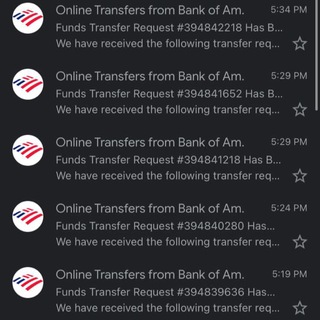 Online Transfers from Bank of Am. 5:34 PM
Funds Transfer Request #394842218 Has B...
We have received the following transfer req...
Online Transfers from Bank of Am. 5:29 PM
Funds Transfer Request #394841652 Has B...
We have received the following transfer req...
Online Transfers from Bank of Am. 5:29 PM
Funds Transfer Request #394841218 Has B...
We have received the following transfer req...
Online Transfers from Bank of Am. 5:24 PM
Funds Transfer Request #394840280 Has...
We have received the following transfer req...
Online Transfers from Bank of Am. 5:19 PM
Funds Transfer Request #394839636 Has...
We have received the following transfer req...